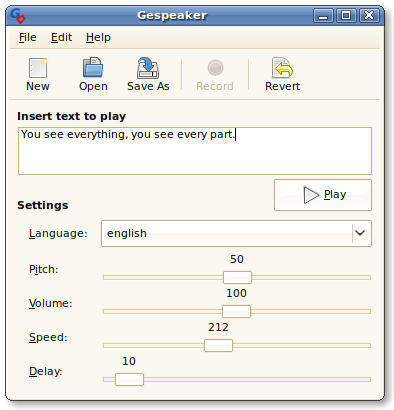 Gespeaker
File Edit Help
New Open Save As Record Revert
Insert text to play
You see everything, you see every part.
Play
Settings
Language: english
50
Pitch:
100
Volume:
212
Speed:
10
Delay: